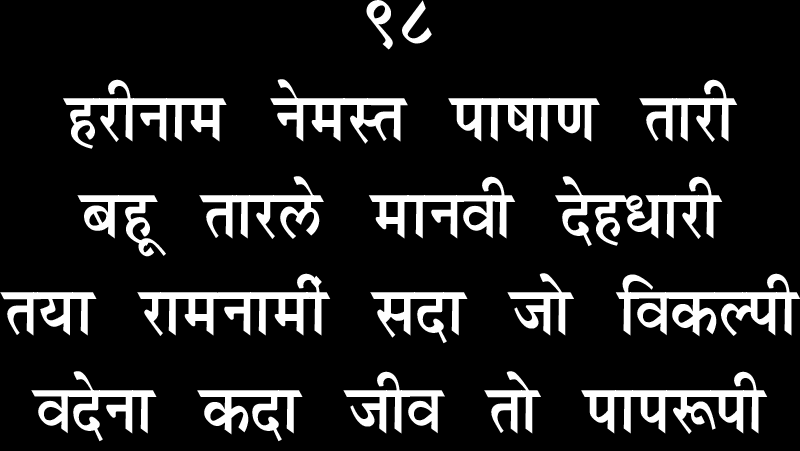 ९८
हरीनाम नेमस्त पाषाण तारी
बहू तारले मानवी देहधारी
तया रामनामीं सदा जो विकल्पी
वदेना कदा जीव तो पापरूपी